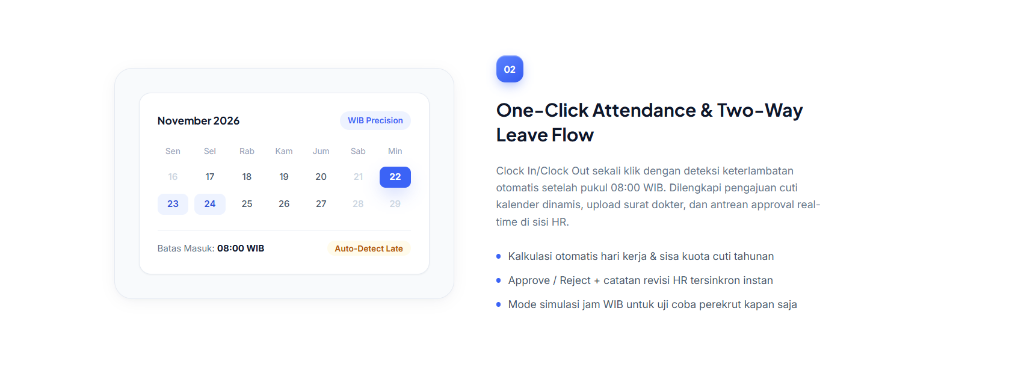 November 2026
WIB Precision
Sen Sel Rab Kam Jum Sab Min
16 17 18 19 20 21 22
23 24 25 26 27 28 29
Batas Masuk: 08:00 WIB
Auto-Detect Late
02
One-Click Attendance & Two-Way
Leave Flow
Clock In/Clock Out sekali klik dengan deteksi keterlambatan
otomatis setelah pukul 08:00 WIB. Dilengkapi pengajuan cuti
kalender dinamis, upload surat dokter, dan antrean approval real-
time di sisi HR.
Kalkulasi otomatis hari kerja & sisa kuota cuti tahunan
Approve / Reject + catatan revisi HR tersinkron instan
Mode simulasi jam WIB untuk uji coba perekrut kapan saja